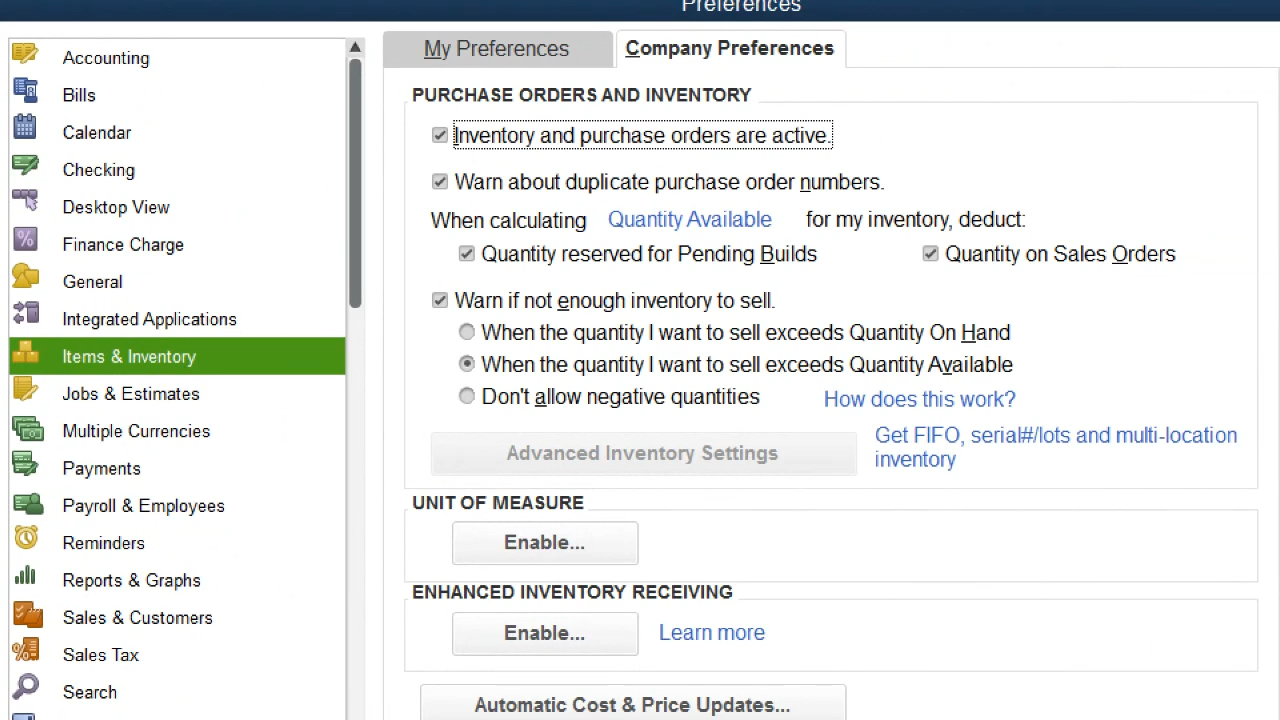 Preferences
Accounting
Bills
Calendar
Checking
Desktop View
Finance Charge
General
Integrated Applications
Items & Inventory
Jobs & Estimates
Multiple Currencies
Payments
Payroll & Employees
Reminders
Reports & Graphs
Sales & Customers
Sales Tax
Search
My Preferences
Company Preferences
PURCHASE ORDERS AND INVENTORY
Inventory and purchase orders are active.
Warn about duplicate purchase order numbers.
When calculating Quantity Available for my inventory, deduct:
Quantity reserved for Pending Builds
Quantity on Sales Orders
Warn if not enough inventory to sell.
When the quantity I want to sell exceeds Quantity On Hand
When the quantity I want to sell exceeds Quantity Available
Don't allow negative quantities
How does this work?
Advanced Inventory Settings
Get FIFO, serial#/lots and multi-location
inventory
UNIT OF MEASURE
Enable...
ENHANCED INVENTORY RECEIVING
Enable...
Learn more
Automatic Cost & Price Updates...